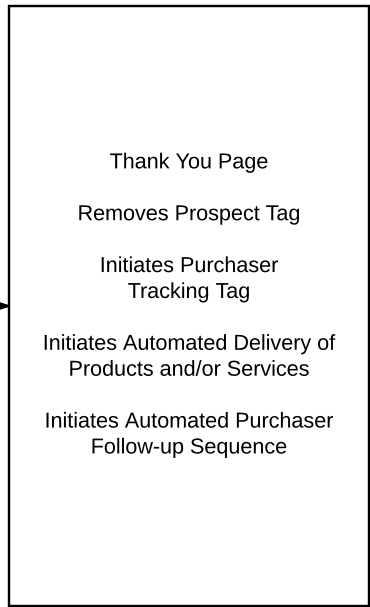 Thank You Page
Removes Prospect Tag
Initiates Purchaser
Tracking Tag
Initiates Automated Delivery of
Products and/or Services
Initiates Automated Purchaser
Follow-up Sequence